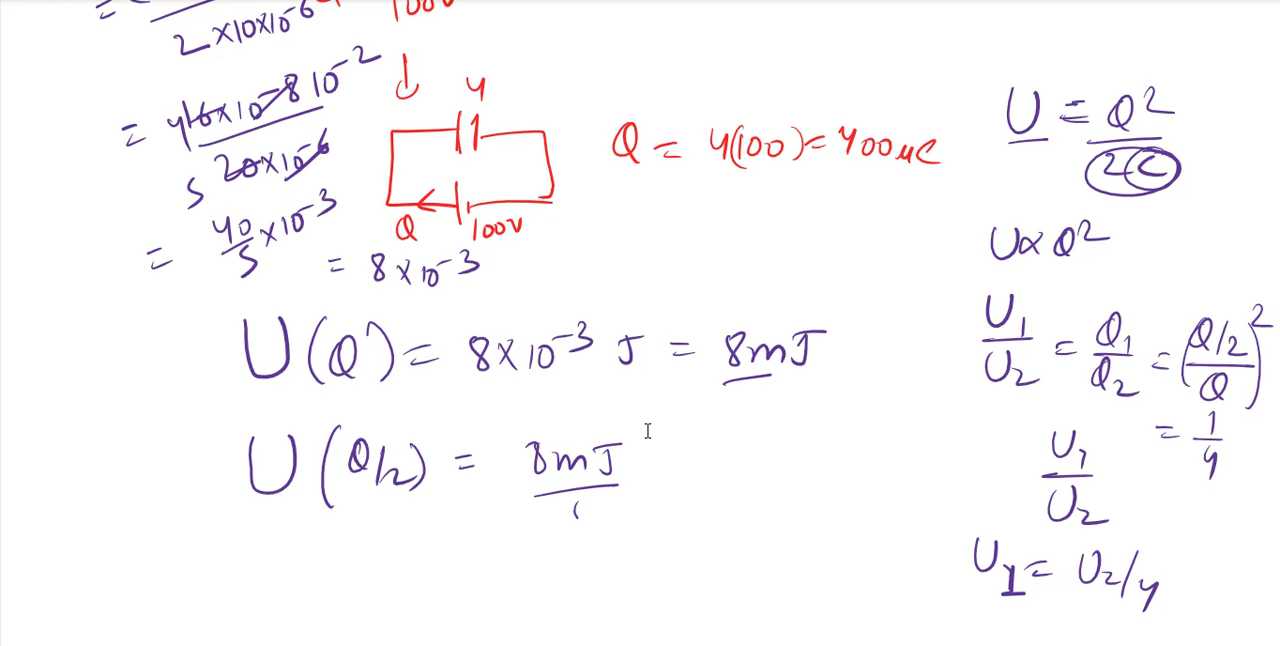 =
2×10×10⁻⁶
100V
= 416×10⁻⁸ 10⁻² / 5 20×10⁻⁶
4
Q = 4(100) = 400μC
U = Q² / 2C
Q
100V
= 40/5 ×10⁻³ = 8×10⁻³
U ∝ Q²
U(Q) = 8×10⁻³ J = 8mJ
U₁/U₂ = Q₁/Q₂ = (Q/2 / Q)²
= 1/4
U(Q/2) = 8mJ
U₁/U₂
U₁ = U₂/4